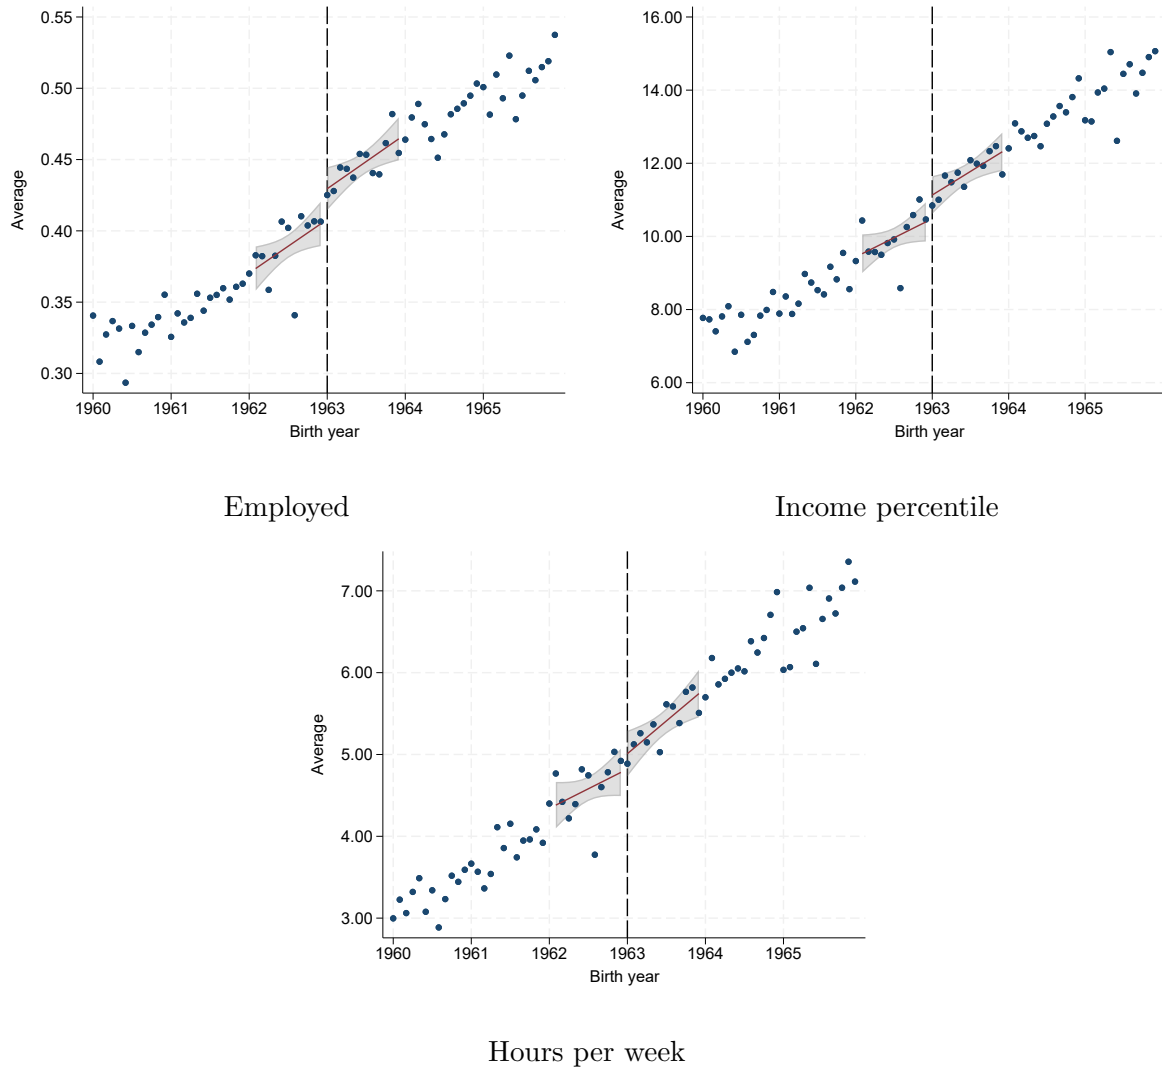 0.55
0.50
0.45
0.40
0.35
0.30
Average
1960 1961 1962 1963 1964 1965
Birth year
Employed
16.00
14.00
12.00
10.00
8.00
6.00
Average
1960 1961 1962 1963 1964 1965
Birth year
Income percentile
7.00
6.00
5.00
4.00
3.00
Average
1960 1961 1962 1963 1964 1965
Birth year
Hours per week